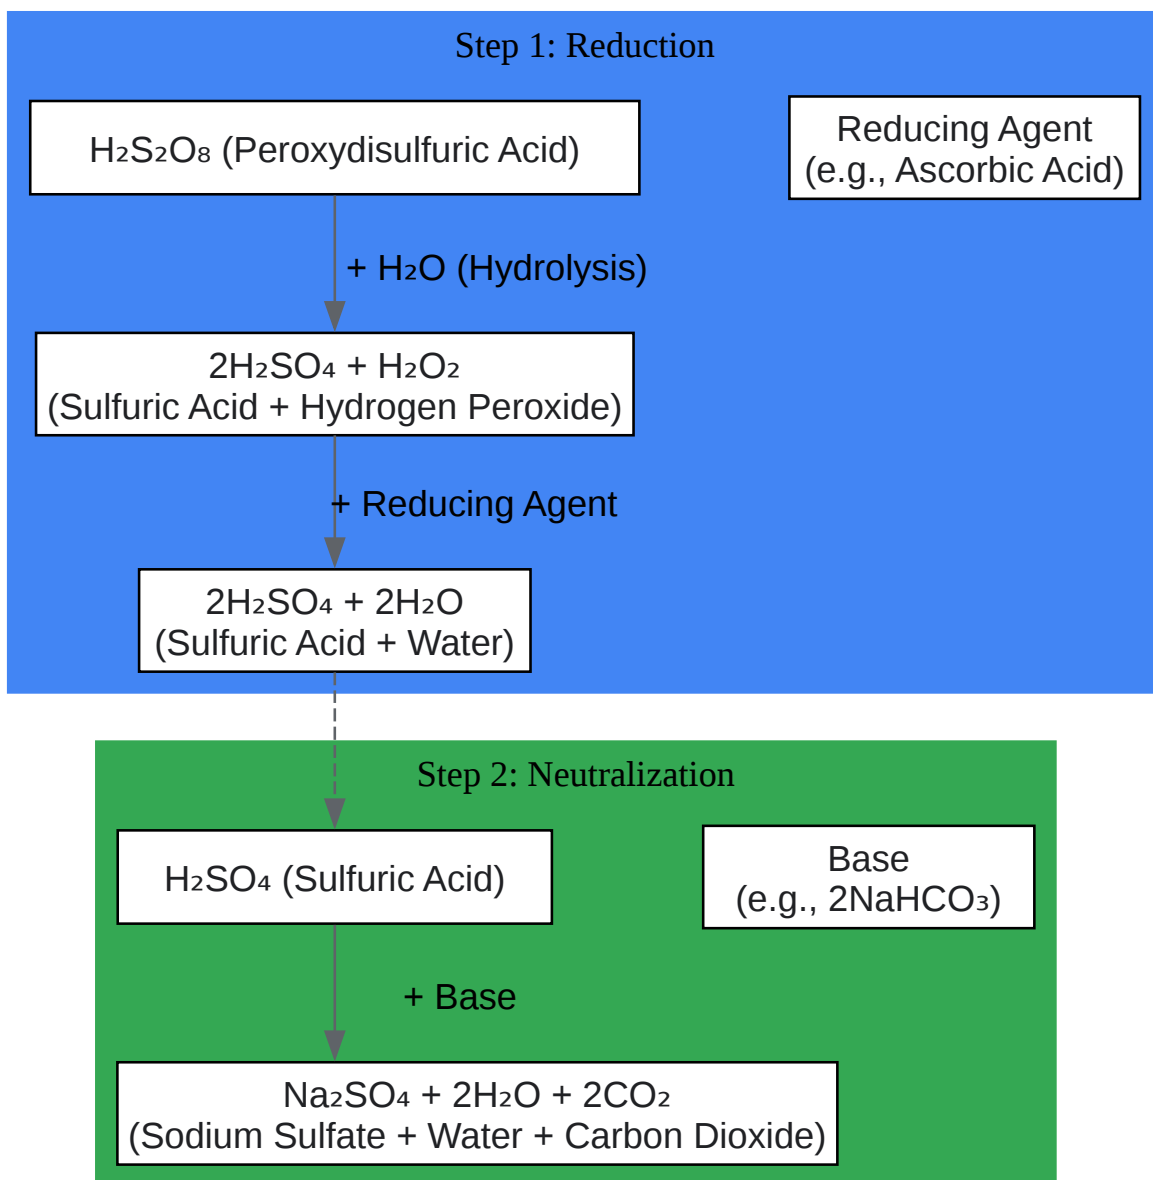 Step 1: Reduction
H₂S₂O₈ (Peroxydisulfuric Acid)
Reducing Agent
(e.g., Ascorbic Acid)
+ H₂O (Hydrolysis)
2H₂SO₄ + H₂O₂
(Sulfuric Acid + Hydrogen Peroxide)
+ Reducing Agent
2H₂SO₄ + 2H₂O
(Sulfuric Acid + Water)
Step 2: Neutralization
H₂SO₄ (Sulfuric Acid)
Base
(e.g., 2NaHCO₃)
+ Base
Na₂SO₄ + 2H₂O + 2CO₂
(Sodium Sulfate + Water + Carbon Dioxide)